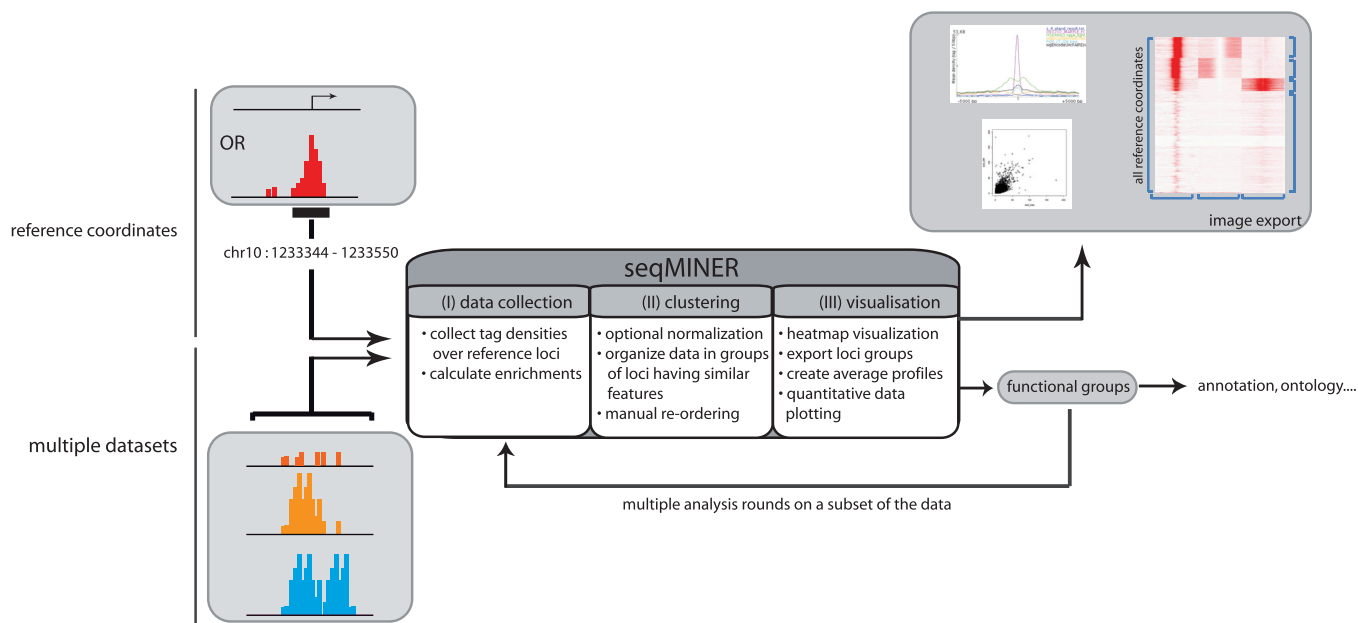 reference coordinates
OR
chr10 : 1233344 - 1233550
multiple datasets
seqMINER
(I) data collection
• collect tag densities
over reference loci
• calculate enrichments
(II) clustering
• optional normalization
• organize data in groups
of loci having similar
features
• manual re-ordering
(III) visualisation
• heatmap visualization
• export loci groups
• create average profiles
• quantitative data
plotting
all reference coordinates
image export
functional groups
annotation, ontology....
multiple analysis rounds on a subset of the data